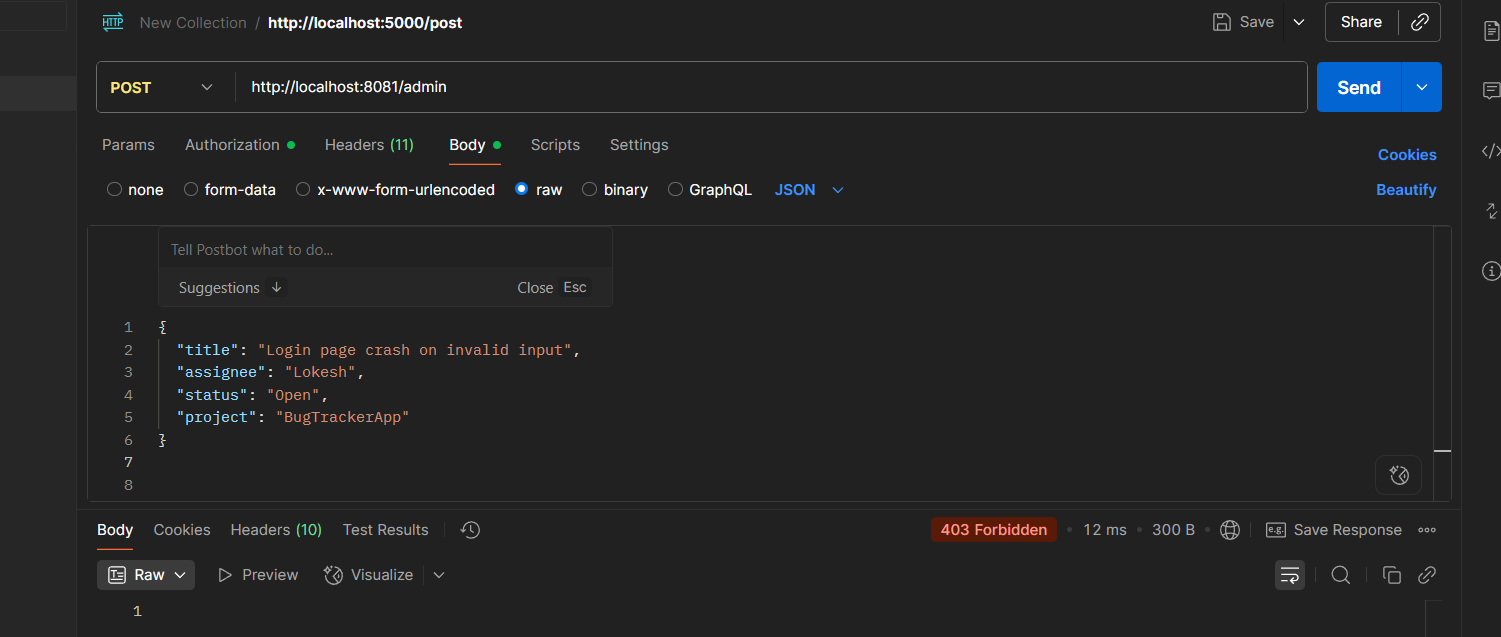 HTTP New Collection / http://localhost:5000/post Save Share
POST http://localhost:8081/admin Send
Params Authorization Headers (11) Body Scripts Settings Cookies
none form-data x-www-form-urlencoded raw binary GraphQL JSON Beautify
Tell Postbot what to do...
Suggestions ↓ Close Esc
1 {
2 "title": "Login page crash on invalid input",
3 "assignee": "Lokesh",
4 "status": "Open",
5 "project": "BugTrackerApp"
6 }
7
8
Body Cookies Headers (10) Test Results 403 Forbidden • 12 ms • 300 B • e.g. Save Response
Raw Preview Visualize
1